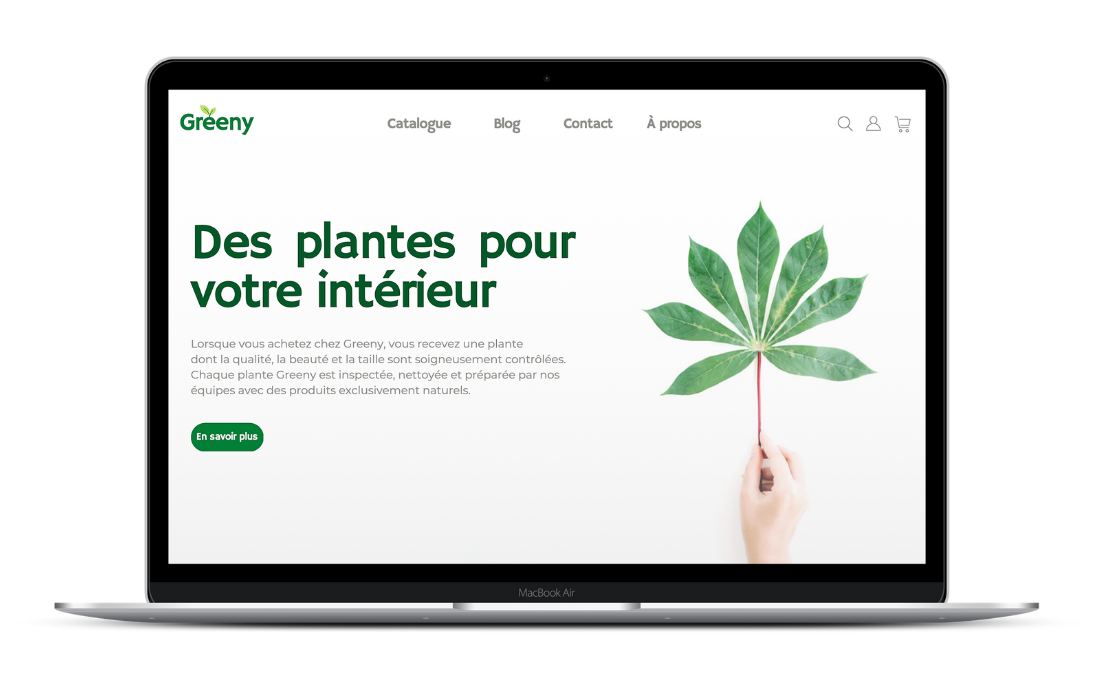 Greeny
Catalogue
Blog
Contact
À propos
Des plantes pour
votre intérieur
Lorsque vous achetez chez Greeny, vous recevez une plante
dont la qualité, la beauté et la taille sont soigneusement contrôlées.
Chaque plante Greeny est inspectée, nettoyée et préparée par nos
équipes avec des produits exclusivement naturels.
En savoir plus
MacBook Air